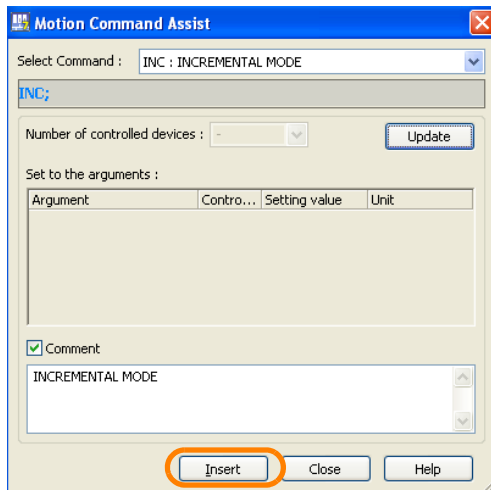 Motion Command Assist
Select Command : INC : INCREMENTAL MODE
INC;
Number of controlled devices : - Update
Set to the arguments :
Argument Contro... Setting value Unit
Comment
INCREMENTAL MODE
Insert Close Help